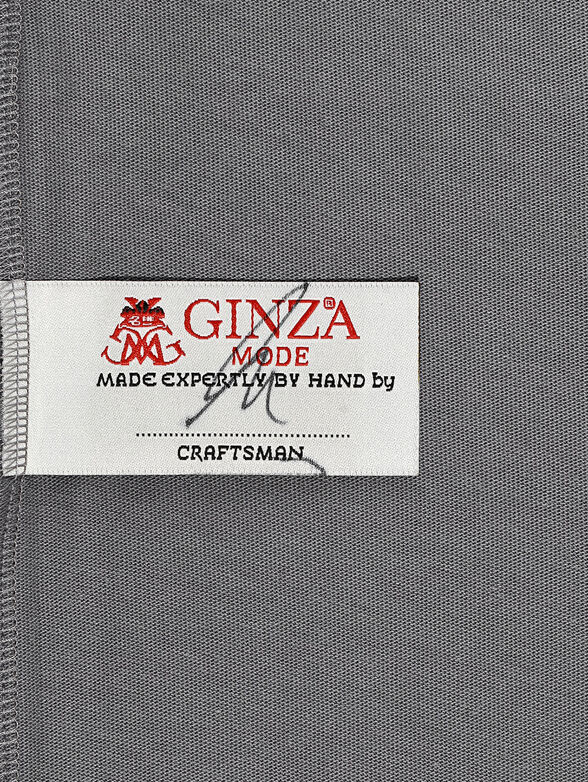 GINZA®
MODE
MADE EXPERTLY BY HAND by
CRAFTSMAN